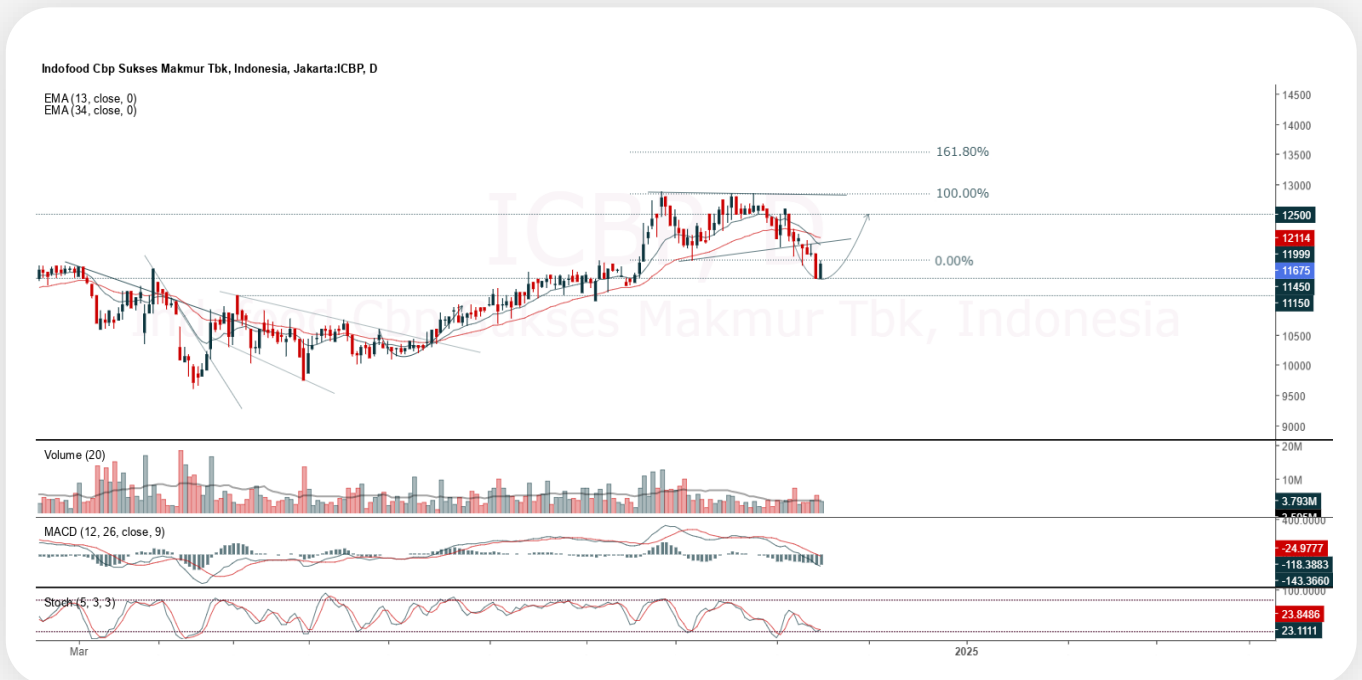 Indofood Cbp Sukses Makmur Tbk, Indonesia, Jakarta:ICBP, D
EMA (13, close, 0)
EMA (34, close, 0)
ICBP, D
Indofood Cbp Sukses Makmur Tbk, Indonesia
161.80%
100.00%
0.00%
14500
14000
13500
13000
12500
12114
11999
11675
11450
11150
10500
10000
9500
9000
Volume (20)
20M
10M
3.793M
MACD (12, 26, close, 9)
400.0000
-24.9777
-118.3883
-143.3660
Stoch (5, 3, 3)
100.0000
23.8486
23.1111
Mar
2025